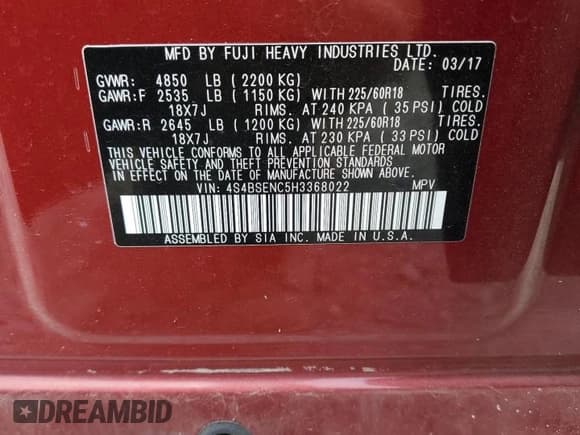 MFD BY FUJI HEAVY INDUSTRIES LTD.
DATE: 03/17
GVWR: 4850 LB (2200 KG)
GAWR:F 2535 LB (1150 KG) WITH 225/60R18 TIRES.
18X7J RIMS. AT 240 KPA (35 PSI) COLD
GAWR:R 2645 LB (1200 KG) WITH 225/60R18 TIRES.
18X7J RIMS. AT 230 KPA (33 PSI) COLD
THIS VEHICLE CONFORMS TO ALL APPLICABLE FEDERAL MOTOR
VEHICLE SAFETY AND THEFT PREVENTION STANDARDS
IN EFFECT ON THE DATE OF MANUFACTURE SHOWN ABOVE.
VIN: 4S4BSENC5H3368022 MPV
ASSEMBLED BY SIA INC. MADE IN U.S.A.
DREAMBID